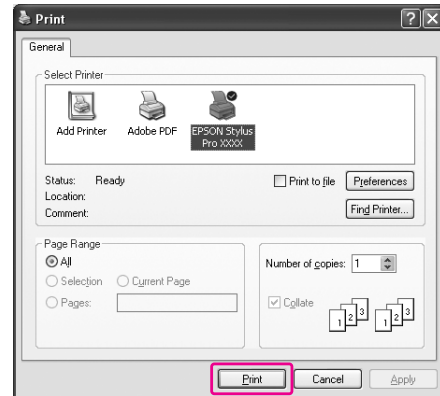 Print
General
Select Printer
Add Printer
Adobe PDF
EPSON Stylus
Pro XXXX
Status: Ready
Location:
Comment:
Print to file
Preferences
Find Printer...
Page Range
All
Selection
Current Page
Pages:
Number of copies: 1
Collate
1 2 3
1 2 3
Print
Cancel
Apply